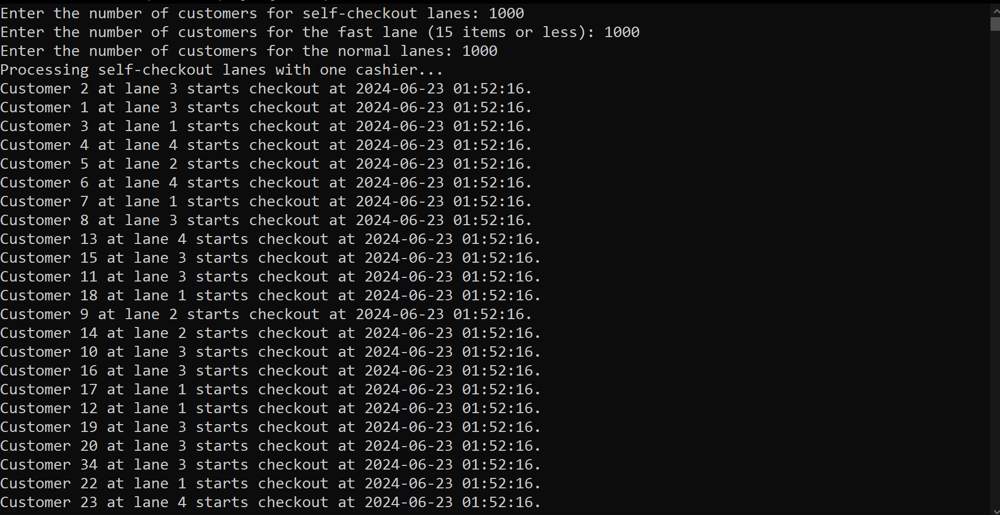 Enter the number of customers for self-checkout lanes: 1000
Enter the number of customers for the fast lane (15 items or less): 1000
Enter the number of customers for the normal lanes: 1000
Processing self-checkout lanes with one cashier...
Customer 2 at lane 3 starts checkout at 2024-06-23 01:52:16.
Customer 1 at lane 3 starts checkout at 2024-06-23 01:52:16.
Customer 3 at lane 1 starts checkout at 2024-06-23 01:52:16.
Customer 4 at lane 4 starts checkout at 2024-06-23 01:52:16.
Customer 5 at lane 2 starts checkout at 2024-06-23 01:52:16.
Customer 6 at lane 4 starts checkout at 2024-06-23 01:52:16.
Customer 7 at lane 1 starts checkout at 2024-06-23 01:52:16.
Customer 8 at lane 3 starts checkout at 2024-06-23 01:52:16.
Customer 13 at lane 4 starts checkout at 2024-06-23 01:52:16.
Customer 15 at lane 3 starts checkout at 2024-06-23 01:52:16.
Customer 11 at lane 3 starts checkout at 2024-06-23 01:52:16.
Customer 18 at lane 1 starts checkout at 2024-06-23 01:52:16.
Customer 9 at lane 2 starts checkout at 2024-06-23 01:52:16.
Customer 14 at lane 2 starts checkout at 2024-06-23 01:52:16.
Customer 10 at lane 3 starts checkout at 2024-06-23 01:52:16.
Customer 16 at lane 3 starts checkout at 2024-06-23 01:52:16.
Customer 17 at lane 1 starts checkout at 2024-06-23 01:52:16.
Customer 12 at lane 1 starts checkout at 2024-06-23 01:52:16.
Customer 19 at lane 3 starts checkout at 2024-06-23 01:52:16.
Customer 20 at lane 3 starts checkout at 2024-06-23 01:52:16.
Customer 34 at lane 3 starts checkout at 2024-06-23 01:52:16.
Customer 22 at lane 1 starts checkout at 2024-06-23 01:52:16.
Customer 23 at lane 4 starts checkout at 2024-06-23 01:52:16.